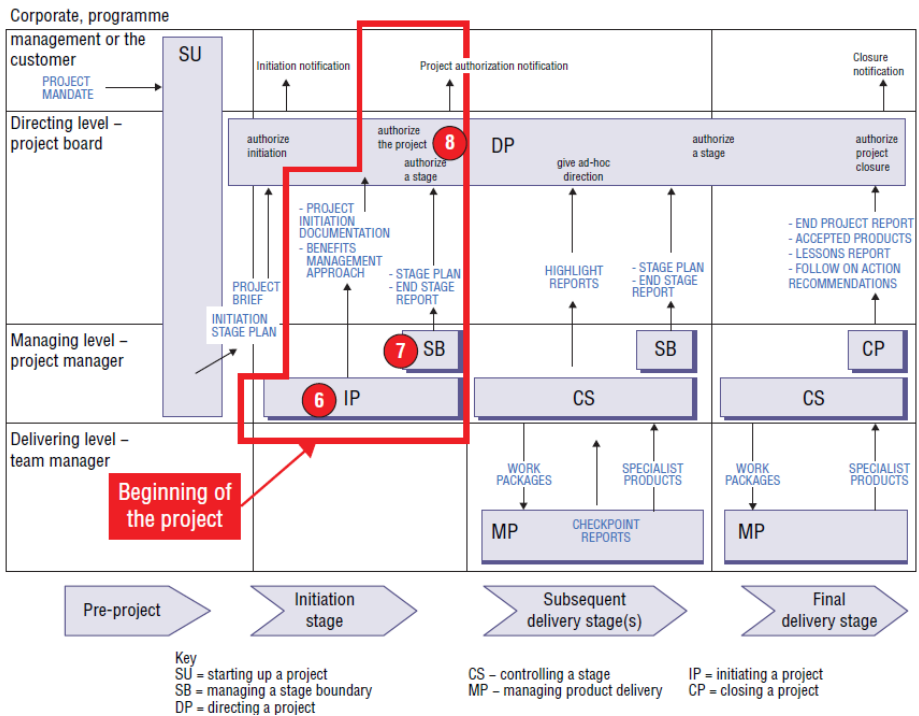 Corporate, programme
management or the
customer
PROJECT
MANDATE
SU
Initiation notification
Project authorization notification
Closure
notification
Directing level –
project board
authorize
initiation
authorize
the project
8
authorize
a stage
DP
give ad-hoc
direction
authorize
a stage
authorize
project
closure
- PROJECT
INITIATION
DOCUMENTATION
- BENEFITS
MANAGEMENT
APPROACH
- STAGE PLAN
- END STAGE
REPORT
HIGHLIGHT
REPORTS
- STAGE PLAN
- END STAGE
REPORT
- END PROJECT REPORT
- ACCEPTED PRODUCTS
- LESSONS REPORT
- FOLLOW ON ACTION
RECOMMENDATIONS
PROJECT
BRIEF
INITIATION
STAGE PLAN
Managing level –
project manager
7
SB
SB
CP
6
IP
CS
CS
Delivering level –
team manager
Beginning of
the project
WORK
PACKAGES
SPECIALIST
PRODUCTS
WORK
PACKAGES
SPECIALIST
PRODUCTS
MP
CHECKPOINT
REPORTS
MP
Pre-project
Initiation
stage
Subsequent
delivery stage(s)
Final
delivery stage
Key
SU = starting up a project
SB = managing a stage boundary
DP = directing a project
CS – controlling a stage
MP – managing product delivery
IP = initiating a project
CP = closing a project